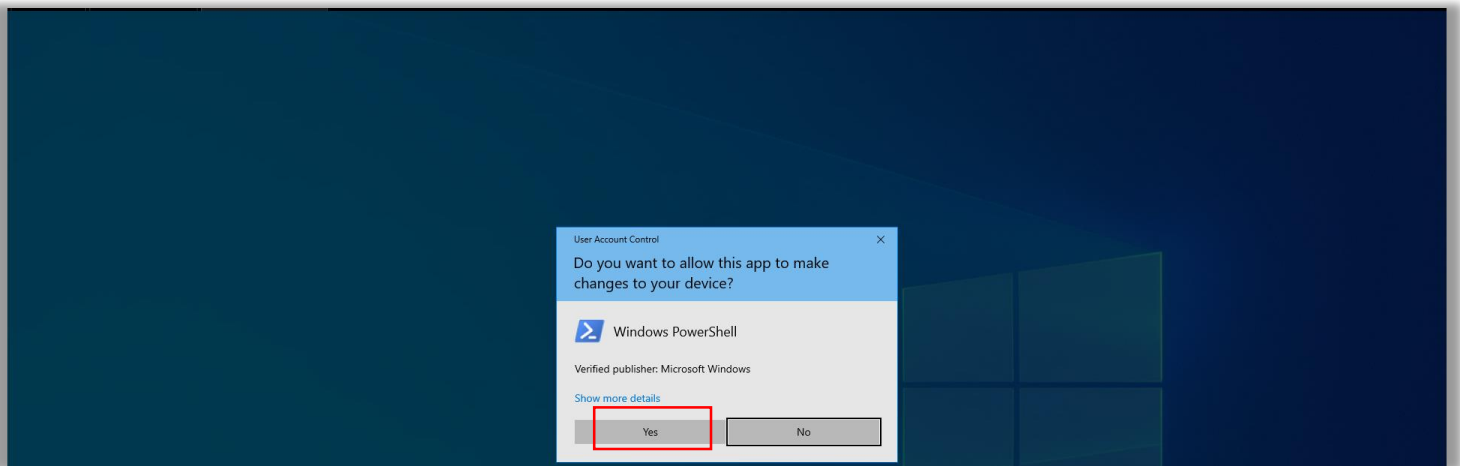 User Account Control
Do you want to allow this app to make
changes to your device?
Windows PowerShell
Verified publisher: Microsoft Windows
Show more details
Yes
No